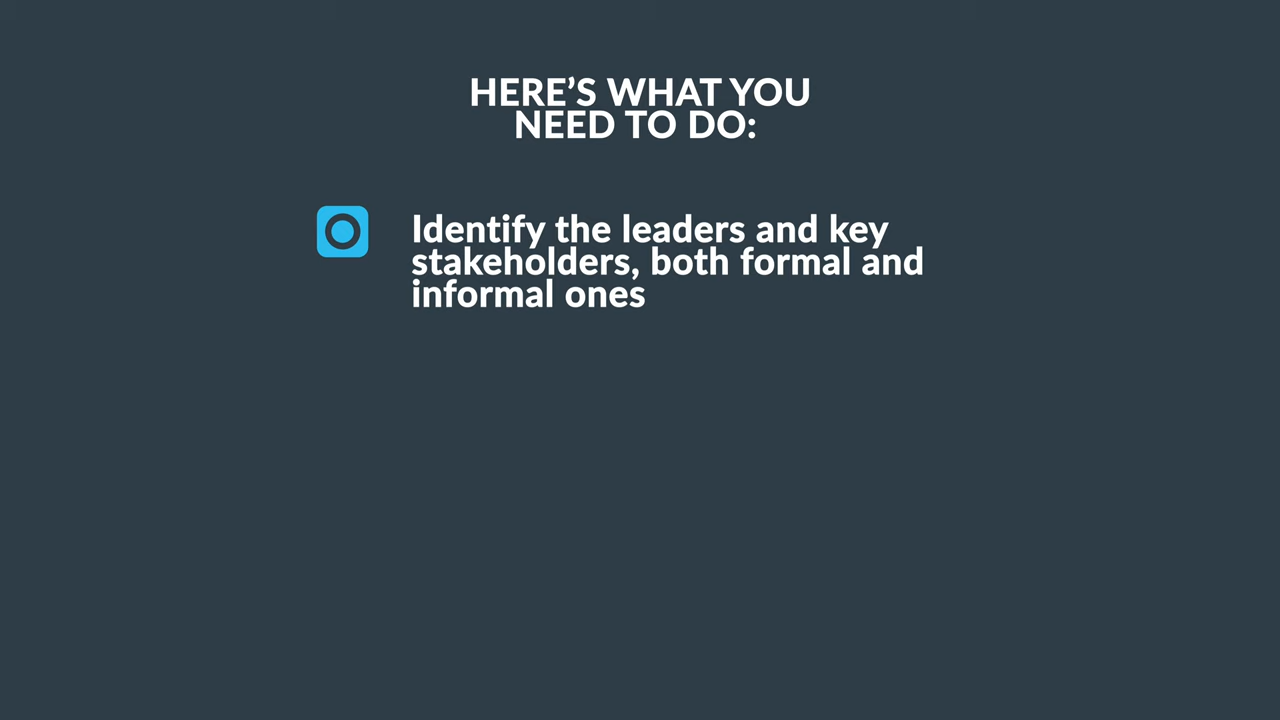 HERE’S WHAT YOU
NEED TO DO:
Identify the leaders and key
stakeholders, both formal and
informal ones